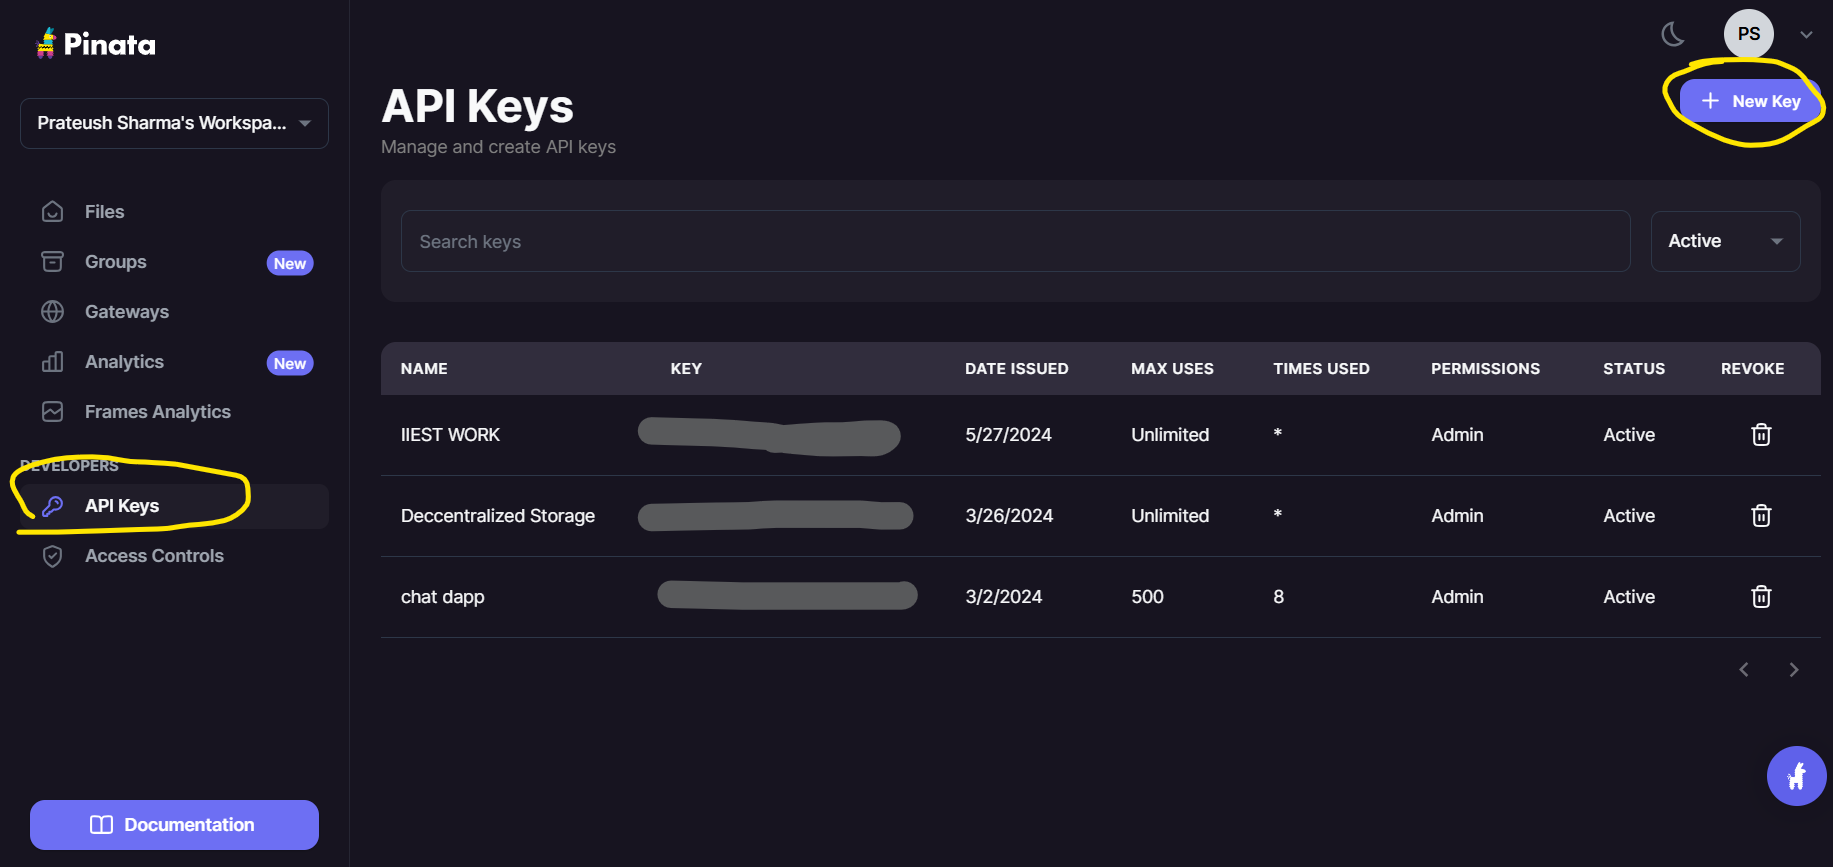 Pinata
PS
Prateush Sharma's Workspa...
Files
Groups New
Gateways
Analytics New
Frames Analytics
DEVELOPERS
API Keys
Access Controls
Documentation
API Keys
Manage and create API keys
+ New Key
Search keys
Active
NAME KEY DATE ISSUED MAX USES TIMES USED PERMISSIONS STATUS REVOKE
IIEST WORK 5/27/2024 Unlimited * Admin Active
Deccentralized Storage 3/26/2024 Unlimited * Admin Active
chat dapp 3/2/2024 500 8 Admin Active